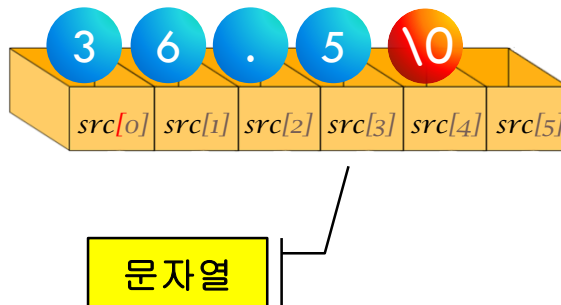 3 6 . 5 \0
src[0] src[1] src[2] src[3] src[4] src[5]
문자열